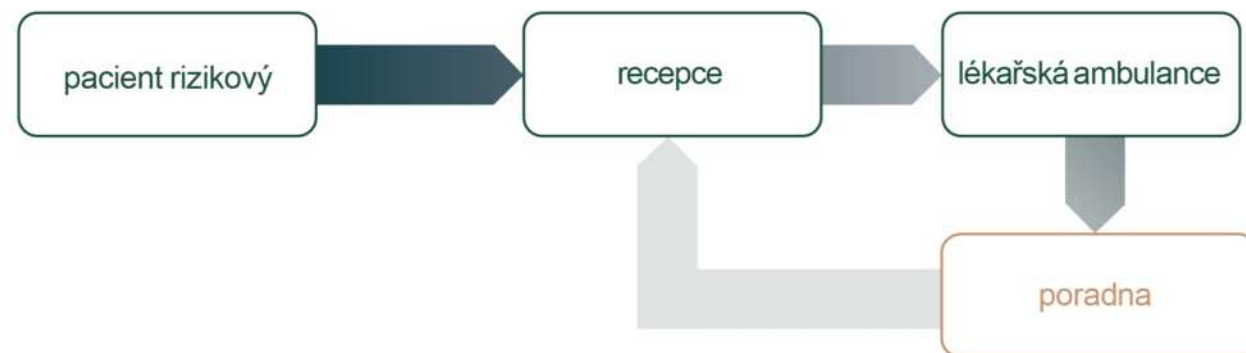 pacient rizikový
recepce
lékařská ambulance
poradna